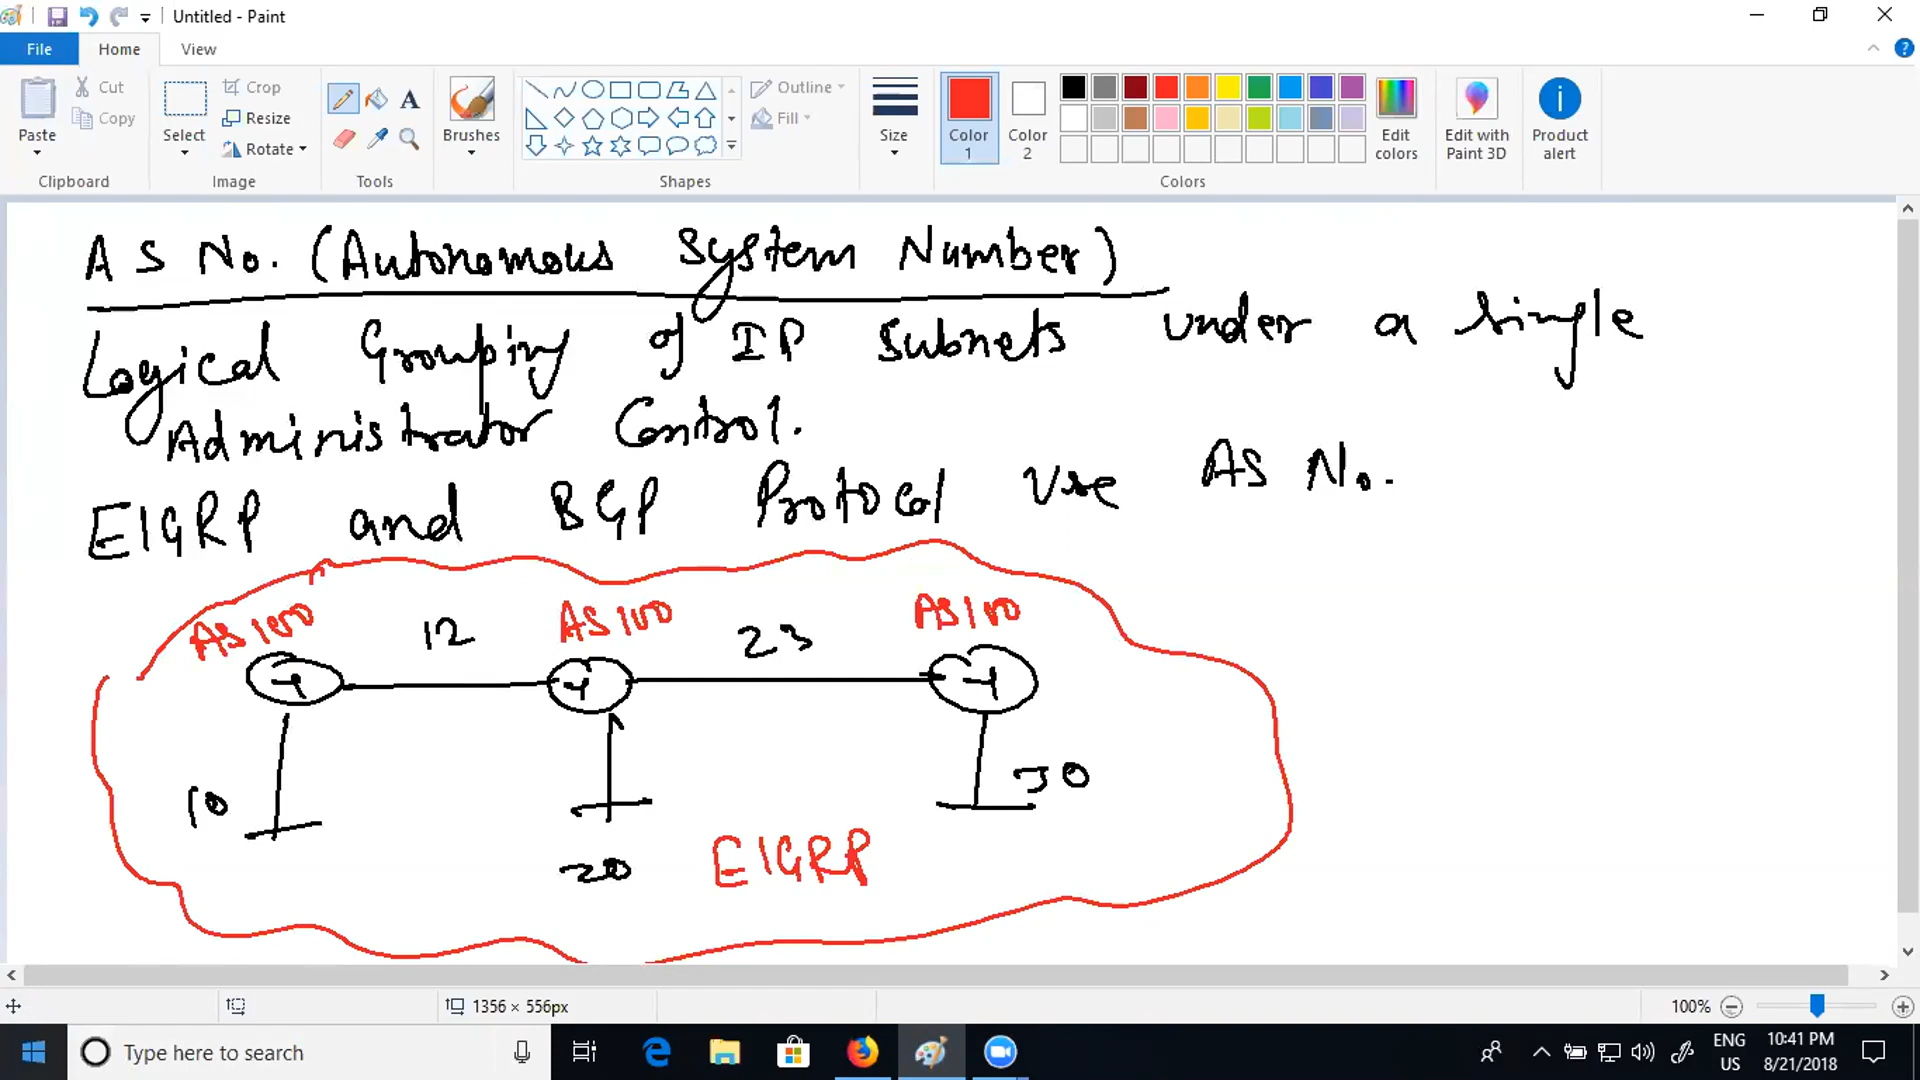 Untitled - Paint
File Home View
Paste
Cut
Copy
Clipboard
Select
Crop
Resize
Rotate
Image
A
Tools
Brushes
Outline
Fill
Shapes
Size
Color 1
Color 2
Edit colors
Colors
Edit with Paint 3D
Product alert
A S No. (Autonomous System Number)
Logical Grouping of IP Subnets under a single
Administrator Control.
EIGRP and BGP Protocol Use AS No.
AS 100 12 AS 100 23 AS 100
10 30
20 EIGRP
1356 × 556px 100%
Type here to search
ENG US
10:41 PM
8/21/2018